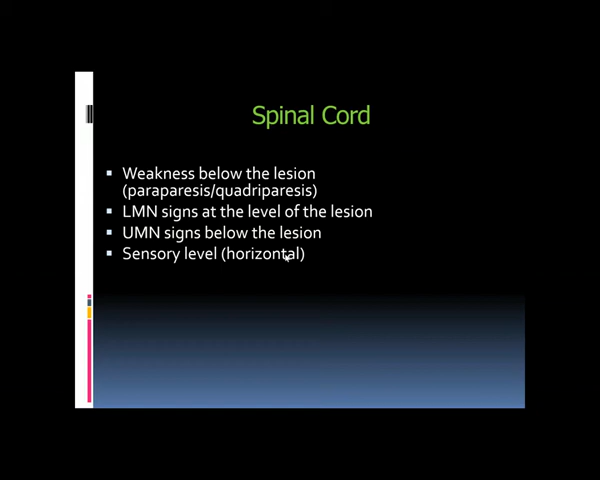 Spinal Cord
Weakness below the lesion
(paraparesis/quadriparesis)
LMN signs at the level of the lesion
UMN signs below the lesion
Sensory level (horizontal)